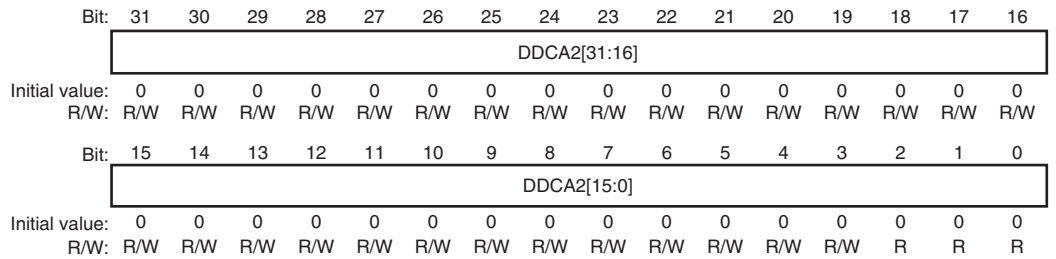 Bit: 31 30 29 28 27 26 25 24 23 22 21 20 19 18 17 16
DDCA2[31:16]
Initial value: 0 0 0 0 0 0 0 0 0 0 0 0 0 0 0 0
R/W: R/W R/W R/W R/W R/W R/W R/W R/W R/W R/W R/W R/W R/W R/W R/W R/W
Bit: 15 14 13 12 11 10 9 8 7 6 5 4 3 2 1 0
DDCA2[15:0]
Initial value: 0 0 0 0 0 0 0 0 0 0 0 0 0 0 0 0
R/W: R/W R/W R/W R/W R/W R/W R/W R/W R/W R/W R/W R/W R/W R R R